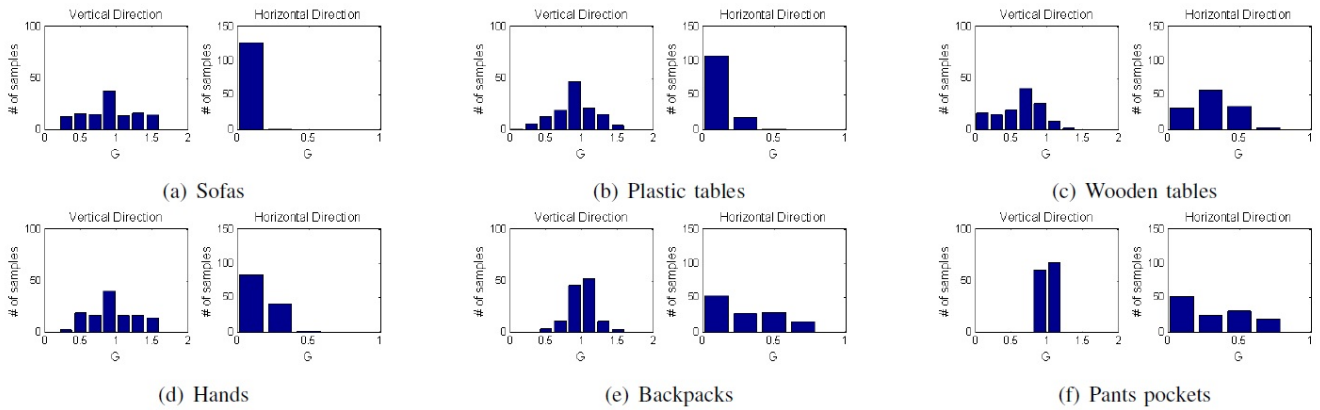 Vertical Direction Horizontal Direction Vertical Direction Horizontal Direction Vertical Direction Horizontal Direction
100 150 100 150 100 150
# of samples # of samples # of samples # of samples # of samples # of samples
100 100 100
50 50 50 50 50 50
0 0 0 0 0 0
0 0.5 1 1.5 2 0 0.5 1 0 0.5 1 1.5 2 0 0.5 1 0 0.5 1 1.5 2 0 0.5 1
G G G G G G
(a) Sofas (b) Plastic tables (c) Wooden tables
Vertical Direction Horizontal Direction Vertical Direction Horizontal Direction Vertical Direction Horizontal Direction
100 150 100 150 100 150
# of samples # of samples # of samples # of samples # of samples # of samples
100 100 100
50 50 50 50 50 50
0 0 0 0 0 0
0 0.5 1 1.5 2 0 0.5 1 0 0.5 1 1.5 2 0 0.5 1 0 0.5 1 1.5 2 0 0.5 1
G G G G G G
(d) Hands (e) Backpacks (f) Pants pockets